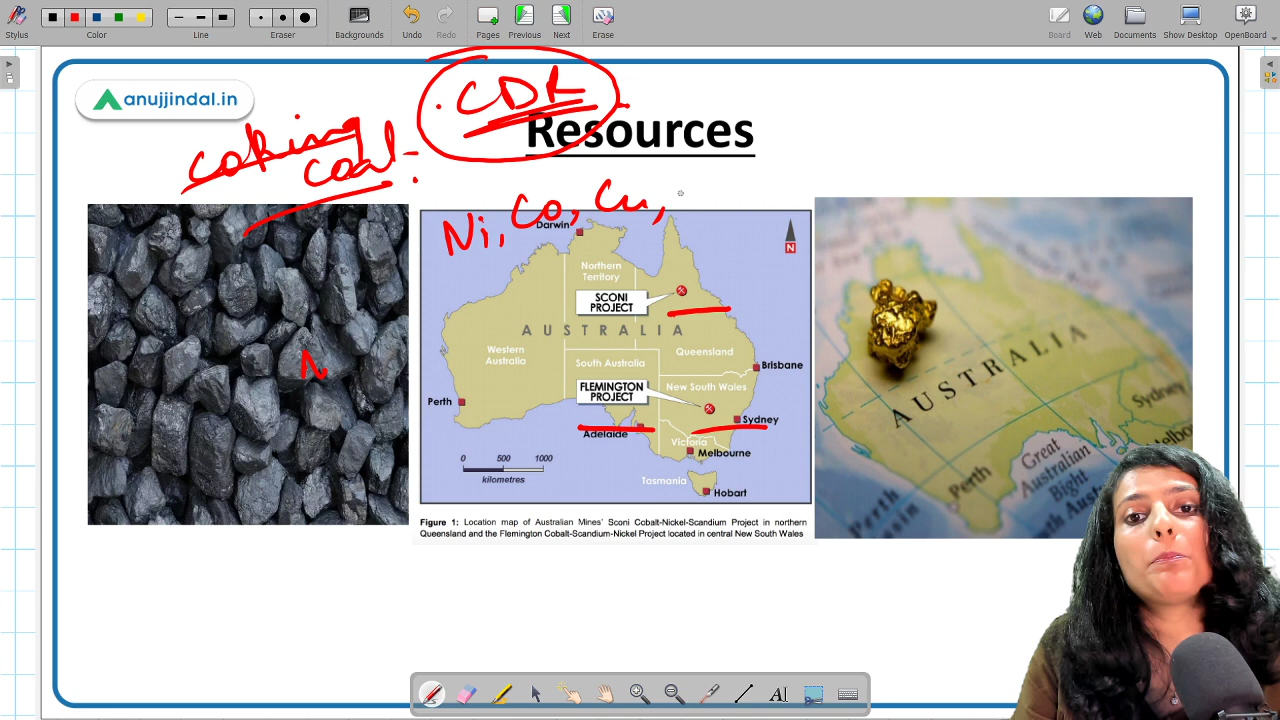 Stylus
Color
Line
Eraser
Backgrounds
Undo
Redo
Pages
Previous
Next
Erase
Board
Web
Documents
Show Desktop
OpenBoard
anujjindal.in
CDR
Resources
coking
coal
Ni, Co, Cu,
Darwin
N
Northern
Territory
SCONI
PROJECT
AUSTRALIA
Western
Australia
South Australia
Queensland
Brisbane
FLEMINGTON
PROJECT
New South Wales
Perth
Sydney
Adelaide
Victoria
Melbourne
0 500 1000
kilometres
Tasmania
Hobart
Figure 1: Location map of Australian Mines' Sconi Cobalt-Nickel-Scandium Project in northern
Queensland and the Flemington Cobalt-Scandium-Nickel Project located in central New South Wales
AUSTRALIA
Sydney
Perth
Great
Australian
Bight